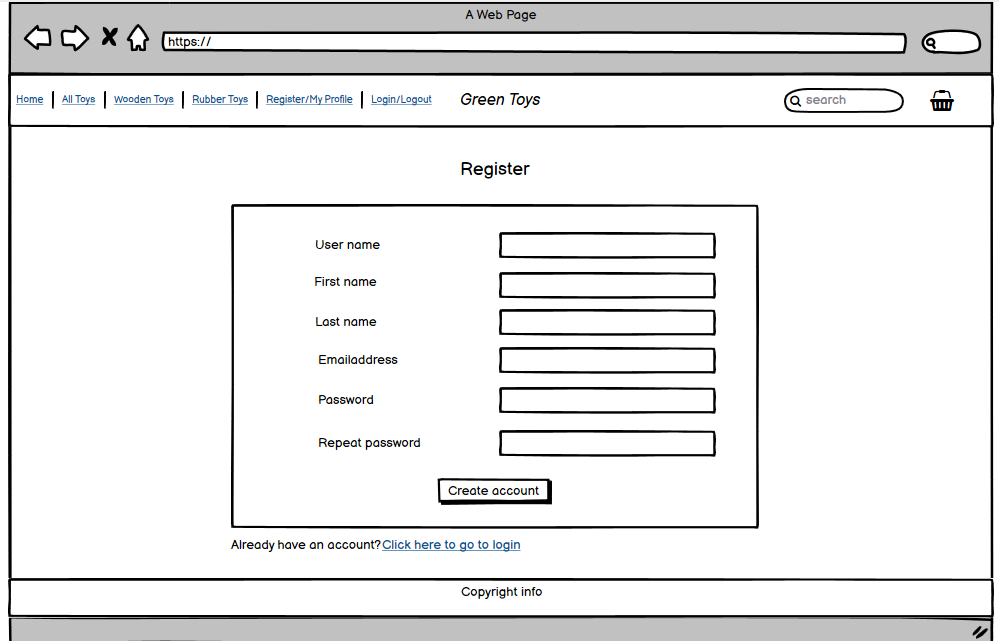 A Web Page
https://
Home All Toys Wooden Toys Rubber Toys Register/My Profile Login/Logout Green Toys search
Register
User name
First name
Last name
Emailaddress
Password
Repeat password
Create account
Already have an account? Click here to go to login
Copyright info